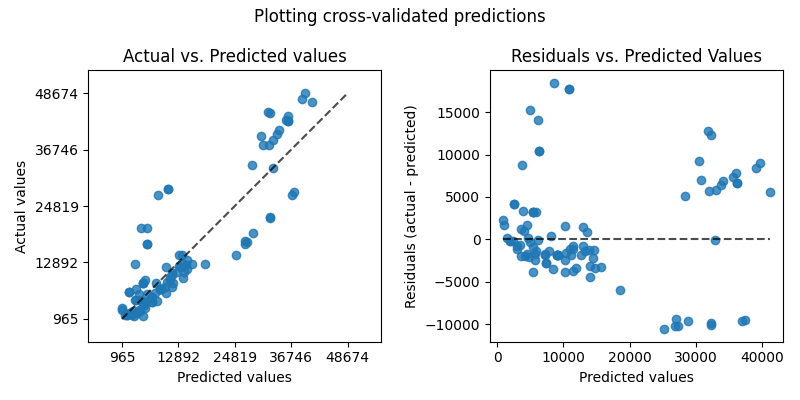 Plotting cross-validated predictions
Actual vs. Predicted values
48674
36746
24819
12892
965
Actual values
965 12892 24819 36746 48674
Predicted values
Residuals vs. Predicted Values
15000
10000
5000
0
−5000
−10000
Residuals (actual - predicted)
0 10000 20000 30000 40000
Predicted values